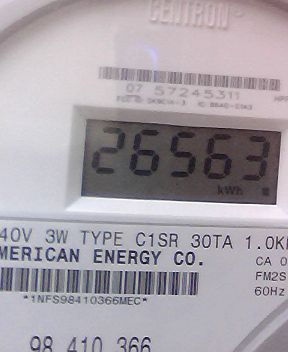 CENTRON
07 57245311
26563
kWh
40V 3W TYPE C1SR 30TA 1.0K
MERICAN ENERGY CO.
CA 0
FM2S
60Hz
*1NFS98410366MEC*
98 410 366